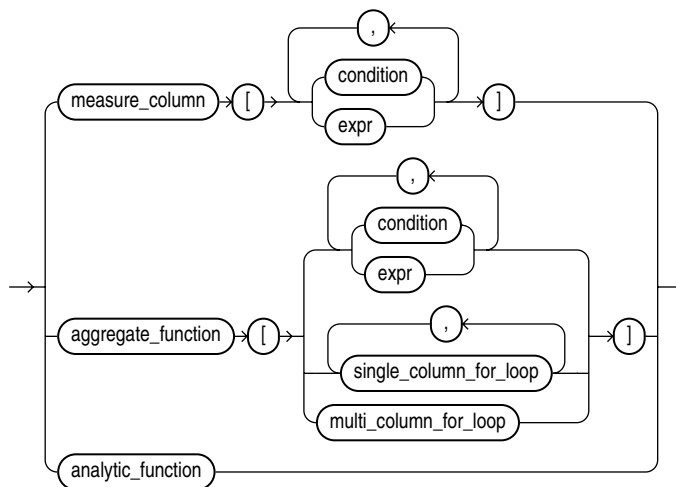 ,
condition
measure_column [ ]
expr
,
condition
expr
,
aggregate_function [ ]
single_column_for_loop
multi_column_for_loop
analytic_function